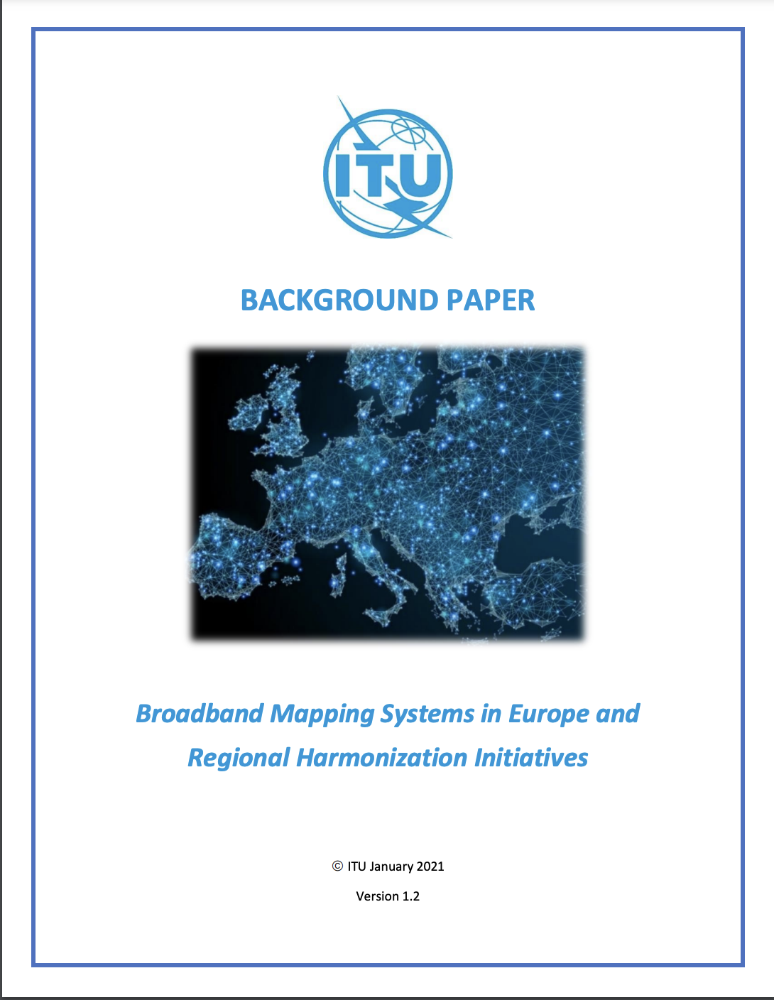 ITU
BACKGROUND PAPER
Broadband Mapping Systems in Europe and
Regional Harmonization Initiatives
© ITU January 2021
Version 1.2